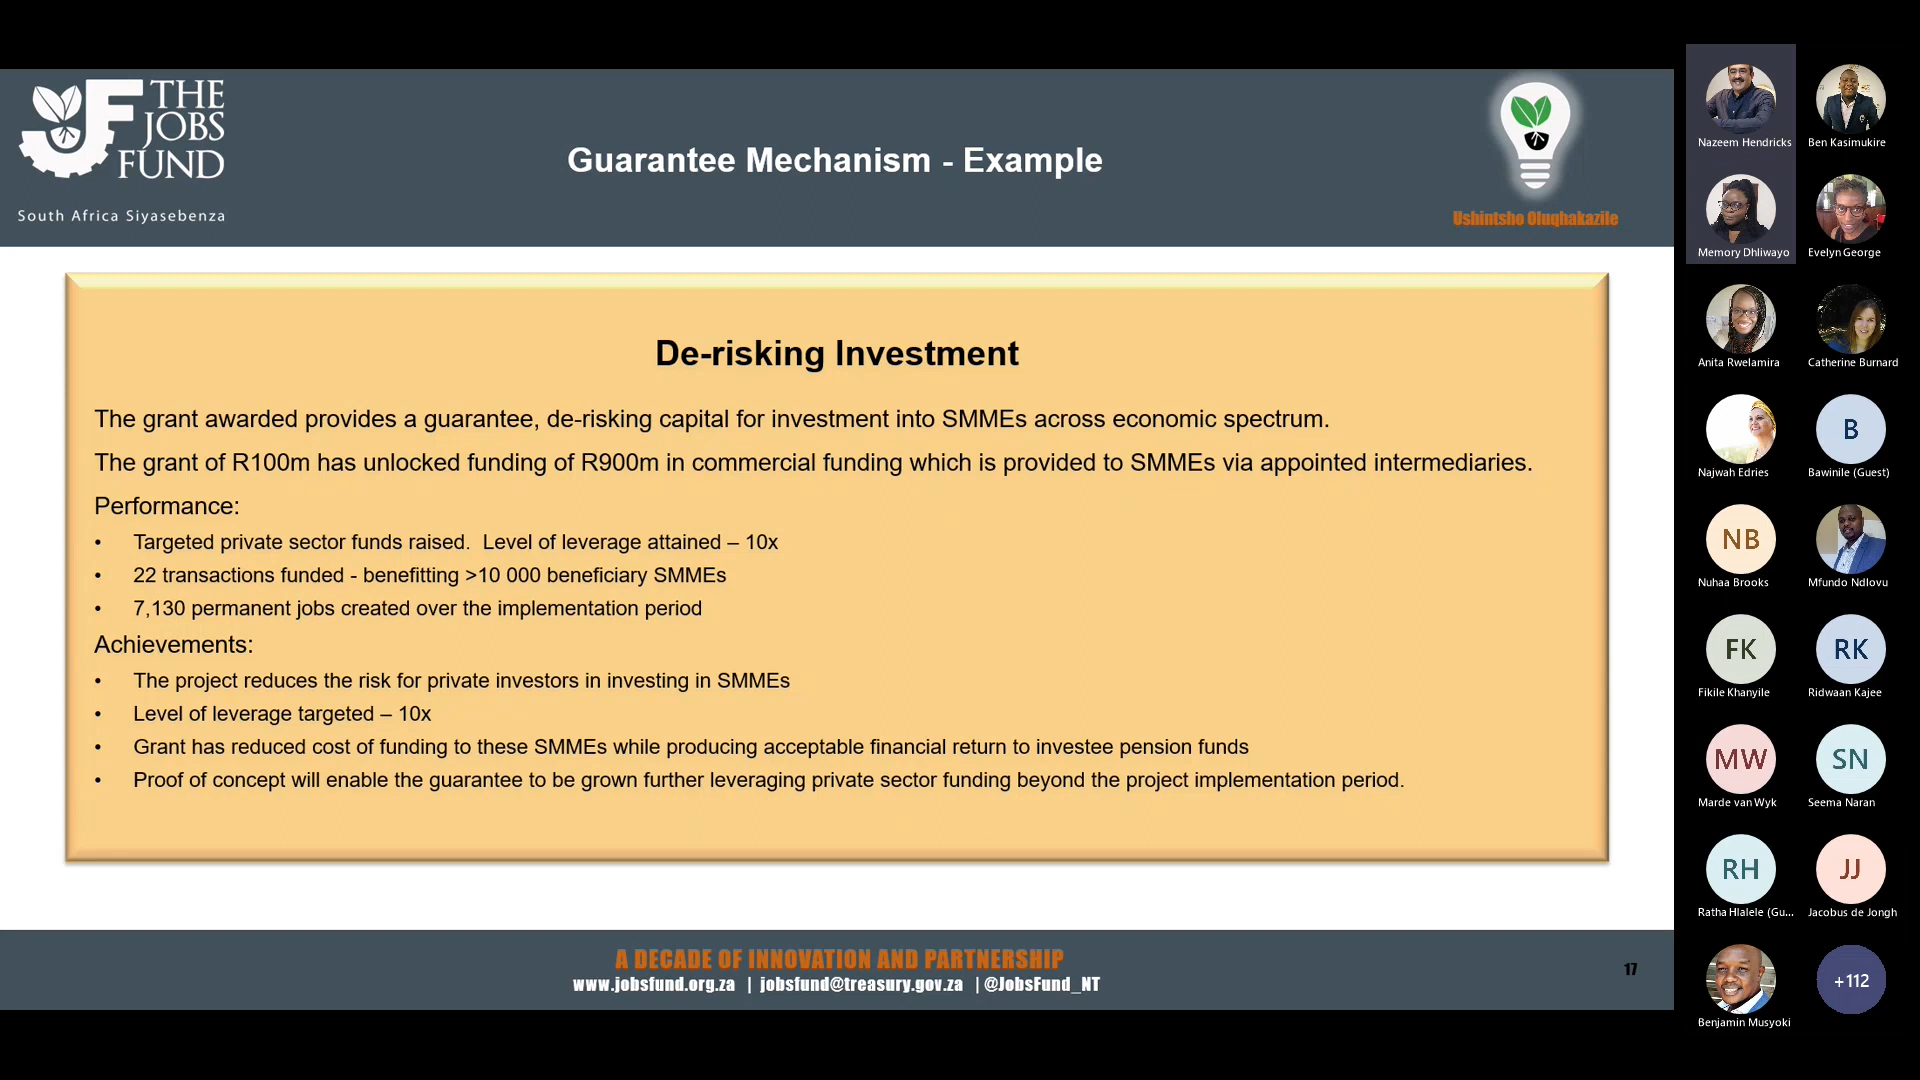 THE
JOBS
FUND
South Africa Siyasebenza
Guarantee Mechanism - Example
Ushintsho Oluqhakazile
De-risking Investment
The grant awarded provides a guarantee, de-risking capital for investment into SMMEs across economic spectrum.
The grant of R100m has unlocked funding of R900m in commercial funding which is provided to SMMEs via appointed intermediaries.
Performance:
• Targeted private sector funds raised.  Level of leverage attained – 10x
• 22 transactions funded - benefitting >10 000 beneficiary SMMEs
• 7,130 permanent jobs created over the implementation period
Achievements:
• The project reduces the risk for private investors in investing in SMMEs
• Level of leverage targeted – 10x
• Grant has reduced cost of funding to these SMMEs while producing acceptable financial return to investee pension funds
• Proof of concept will enable the guarantee to be grown further leveraging private sector funding beyond the project implementation period.
A DECADE OF INNOVATION AND PARTNERSHIP
www.jobsfund.org.za | jobsfund@treasury.gov.za | @JobsFund_NT
17
Nazeem Hendricks
Ben Kasimukire
Memory Dhliwayo
Evelyn George
Anita Rwelamira
Catherine Burnard
Najwah Edries
B
Bawinile (Guest)
NB
Nuhaa Brooks
Mfundo Ndlovu
FK
Fikile Khanyile
RK
Ridwaan Kajee
MW
Marde van Wyk
SN
Seema Naran
RH
Ratha Hlalele (Gu...
JJ
Jacobus de Jongh
Benjamin Musyoki
+112